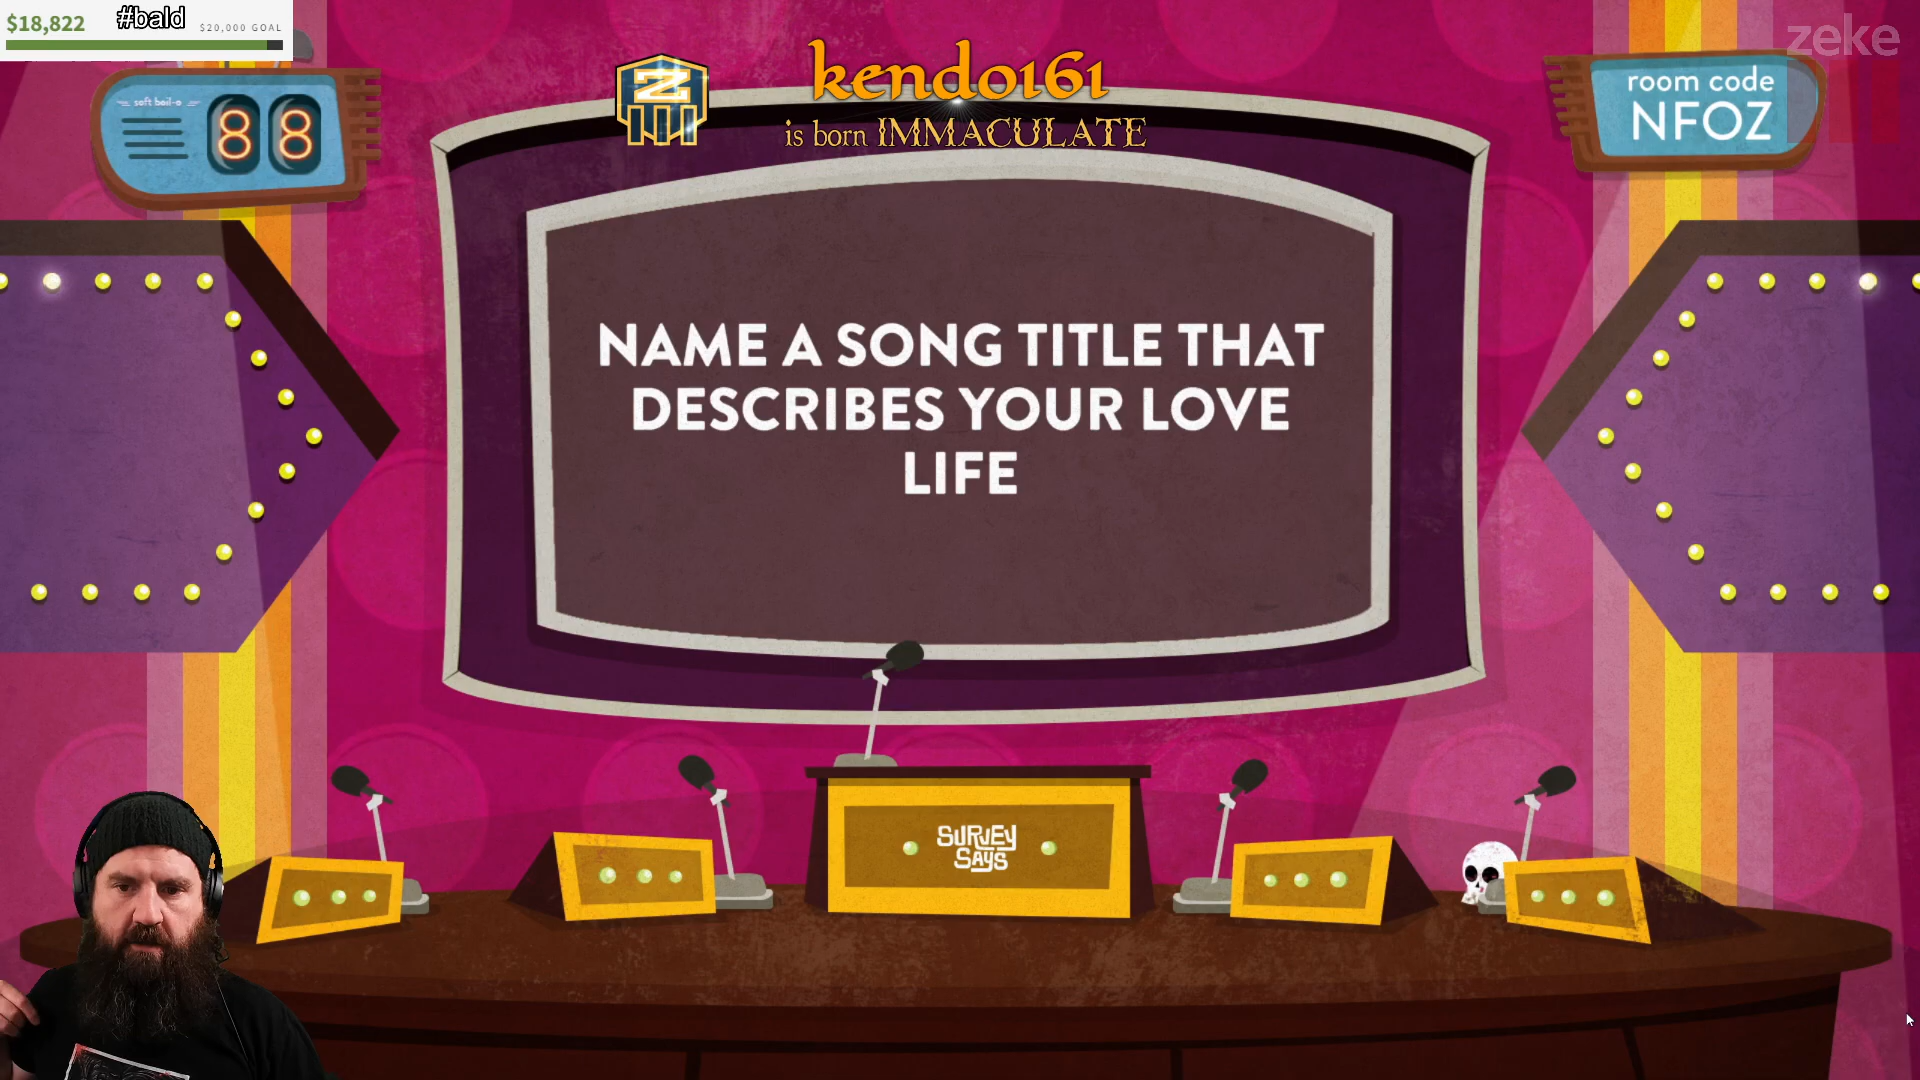 $18,822
#bald
$20,000 GOAL
zeke
kendo161
is born IMMACULATE
soft boil-o
88
room code
NFOZ
NAME A SONG TITLE THAT
DESCRIBES YOUR LOVE
LIFE
SURVEY
SAYS